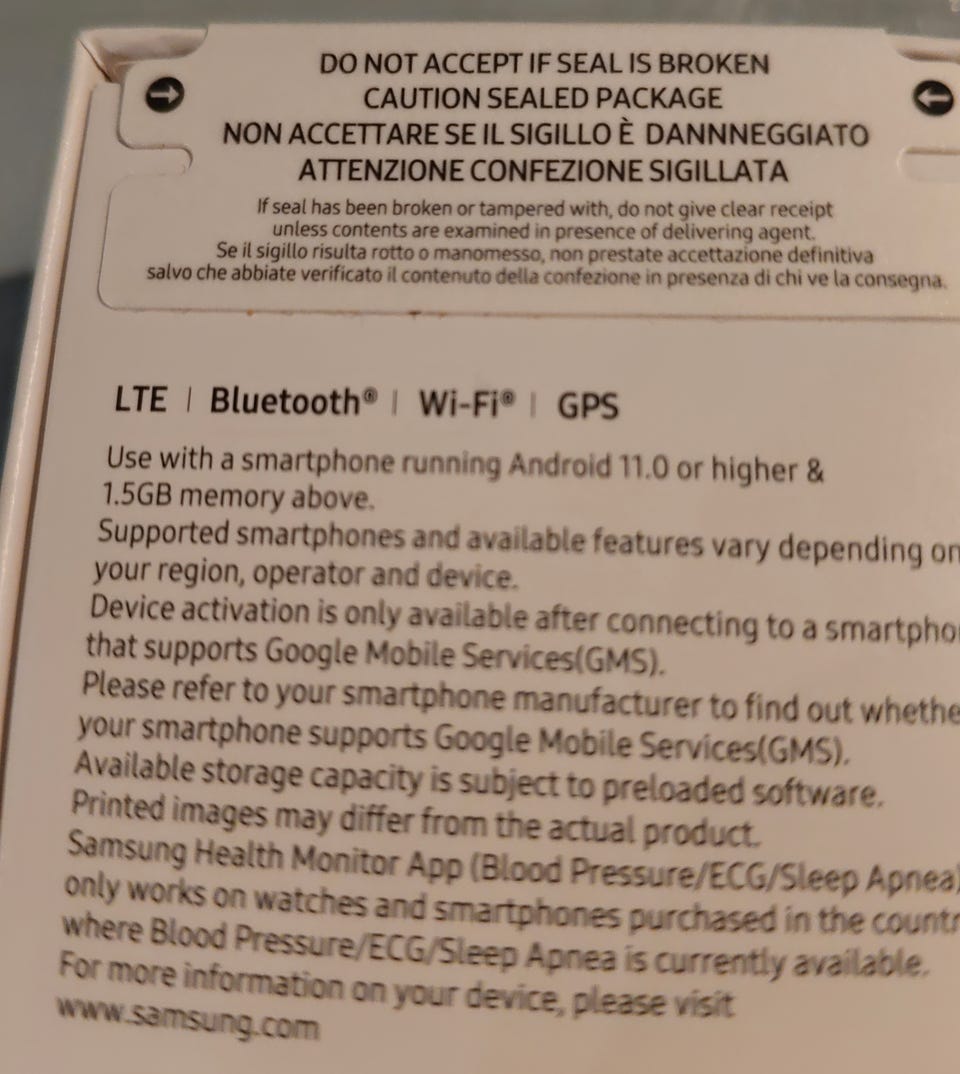 DO NOT ACCEPT IF SEAL IS BROKEN
CAUTION SEALED PACKAGE
NON ACCETTARE SE IL SIGILLO È DANNNEGGIATO
ATTENZIONE CONFEZIONE SIGILLATA
If seal has been broken or tampered with, do not give clear receipt
unless contents are examined in presence of delivering agent.
Se il sigillo risulta rotto o manomesso, non prestate accettazione definitiva
salvo che abbiate verificato il contenuto della confezione in presenza di chi ve la consegna.
LTE | Bluetooth® | Wi-Fi® | GPS
Use with a smartphone running Android 11.0 or higher &
1.5GB memory above.
Supported smartphones and available features vary depending on
your region, operator and device.
Device activation is only available after connecting to a smartpho
that supports Google Mobile Services(GMS).
Please refer to your smartphone manufacturer to find out whethe
your smartphone supports Google Mobile Services(GMS).
Available storage capacity is subject to preloaded software.
Printed images may differ from the actual product.
Samsung Health Monitor App (Blood Pressure/ECG/Sleep Apnea)
only works on watches and smartphones purchased in the countr
where Blood Pressure/ECG/Sleep Apnea is currently available.
For more information on your device, please visit
www.samsung.com